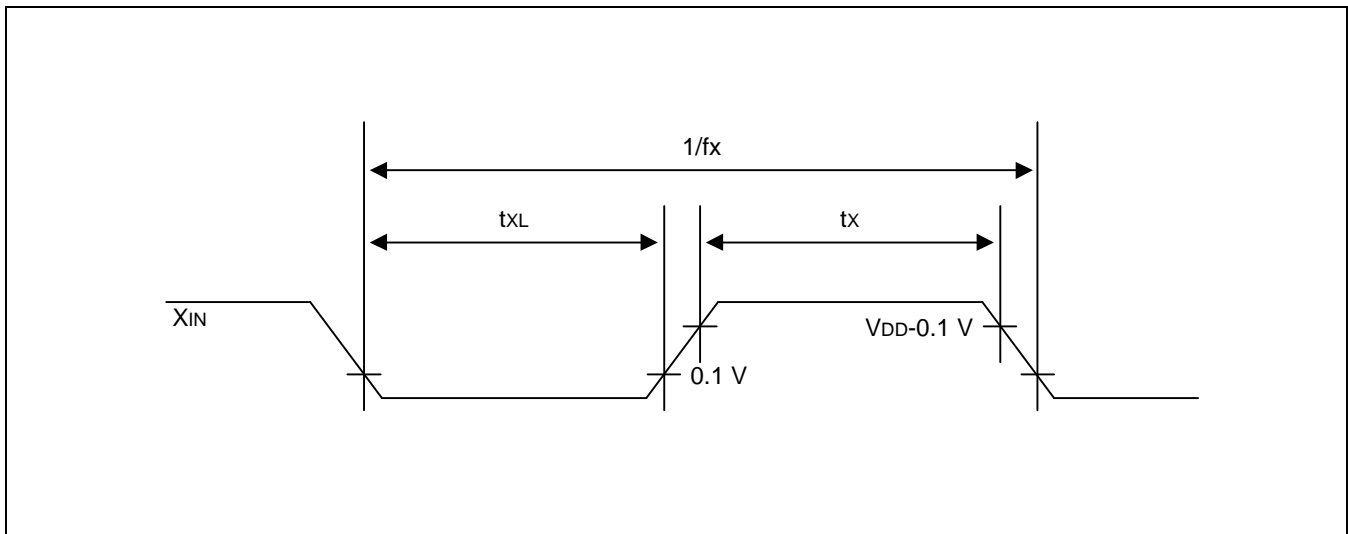 1/fx
tXL
tX
XIN
VDD-0.1 V
0.1 V